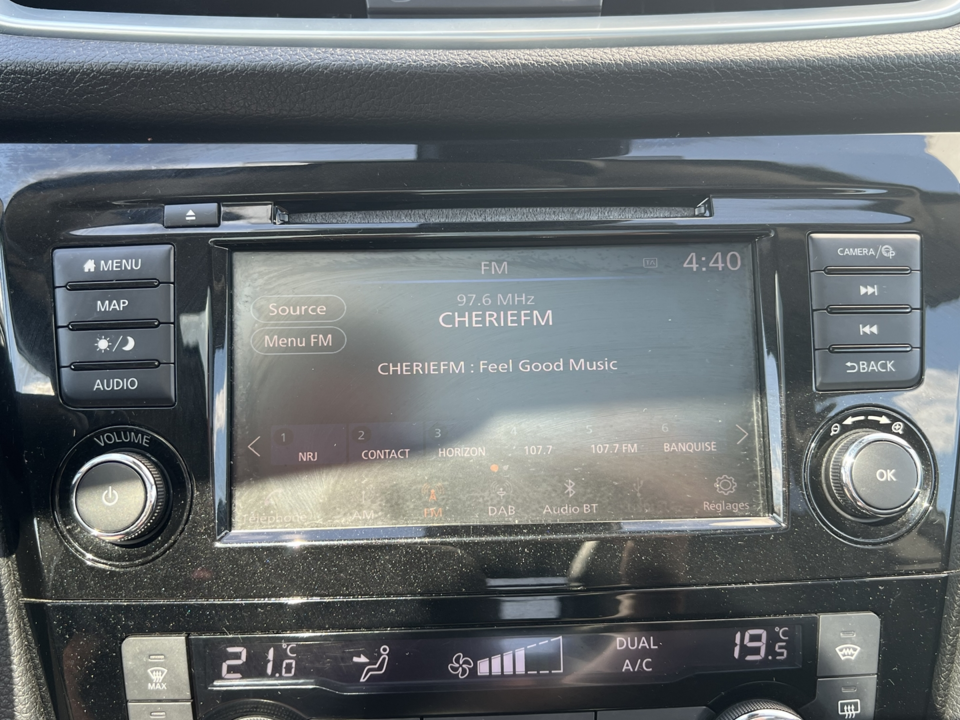 MENU
MAP
AUDIO
VOLUME
FM
4:40
Source
Menu FM
97.6 MHz
CHERIEFM
CHERIEFM : Feel Good Music
1 NRJ
2 CONTACT
3 HORIZON
4 107.7
5 107.7 FM
6 BANQUISE
Téléphone
AM
FM
DAB
Audio BT
Réglages
CAMERA/
BACK
OK
MAX
21.0 °C
DUAL
A/C
19.5 °C